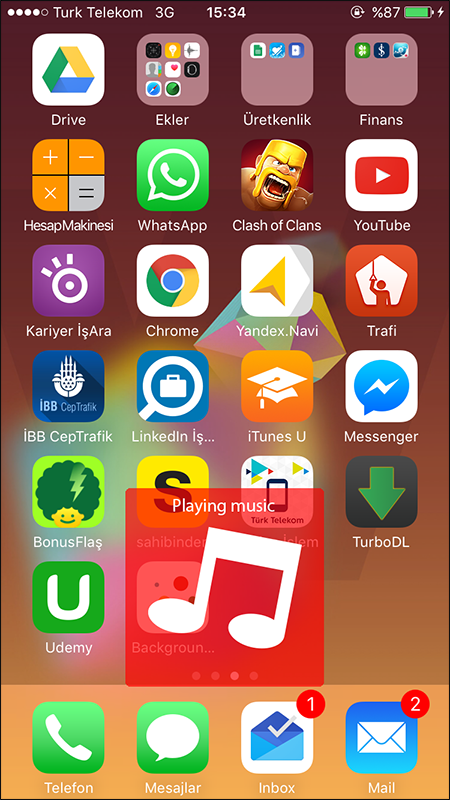 Turk Telekom 3G 15:34 %87
Drive Ekler Üretkenlik Finans
HesapMakinesi WhatsApp Clash of Clans YouTube
Kariyer İşAra Chrome Yandex.Navi Trafi
İBB CepTrafik
İBB CepTrafik LinkedIn İş... iTunes U Messenger
S
Türk Telekom
Playing music
BonusFlaş sahibinden İşlem TurboDL
U
Udemy Backgroun...
1 2
Telefon Mesajlar Inbox Mail